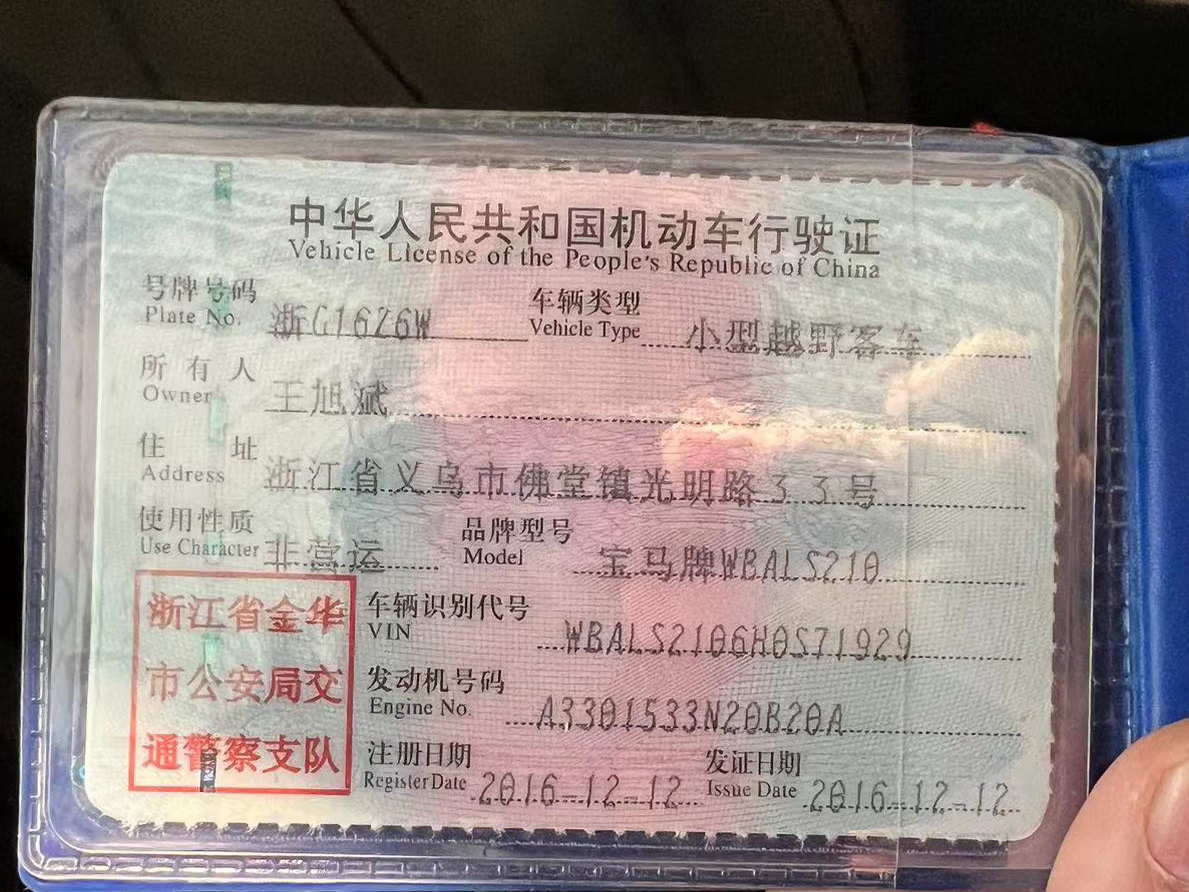 中华人民共和国机动车行驶证
Vehicle License of the People's Republic of China
号牌号码 浙G1626W 车辆类型 小型越野客车
Plate No. Vehicle Type
所有人 王旭斌
Owner
住址 浙江省义乌市佛堂镇光明路33号
Address
使用性质 非营运 品牌型号 宝马牌WBALS210
Use Character Model
浙江省金华
市公安局交
通警察支队
车辆识别代号 WBALS2106H0S71929
VIN
发动机号码 A3301533N20B20A
Engine No.
注册日期 2016-12-12 发证日期 2016-12-12
Register Date Issue Date